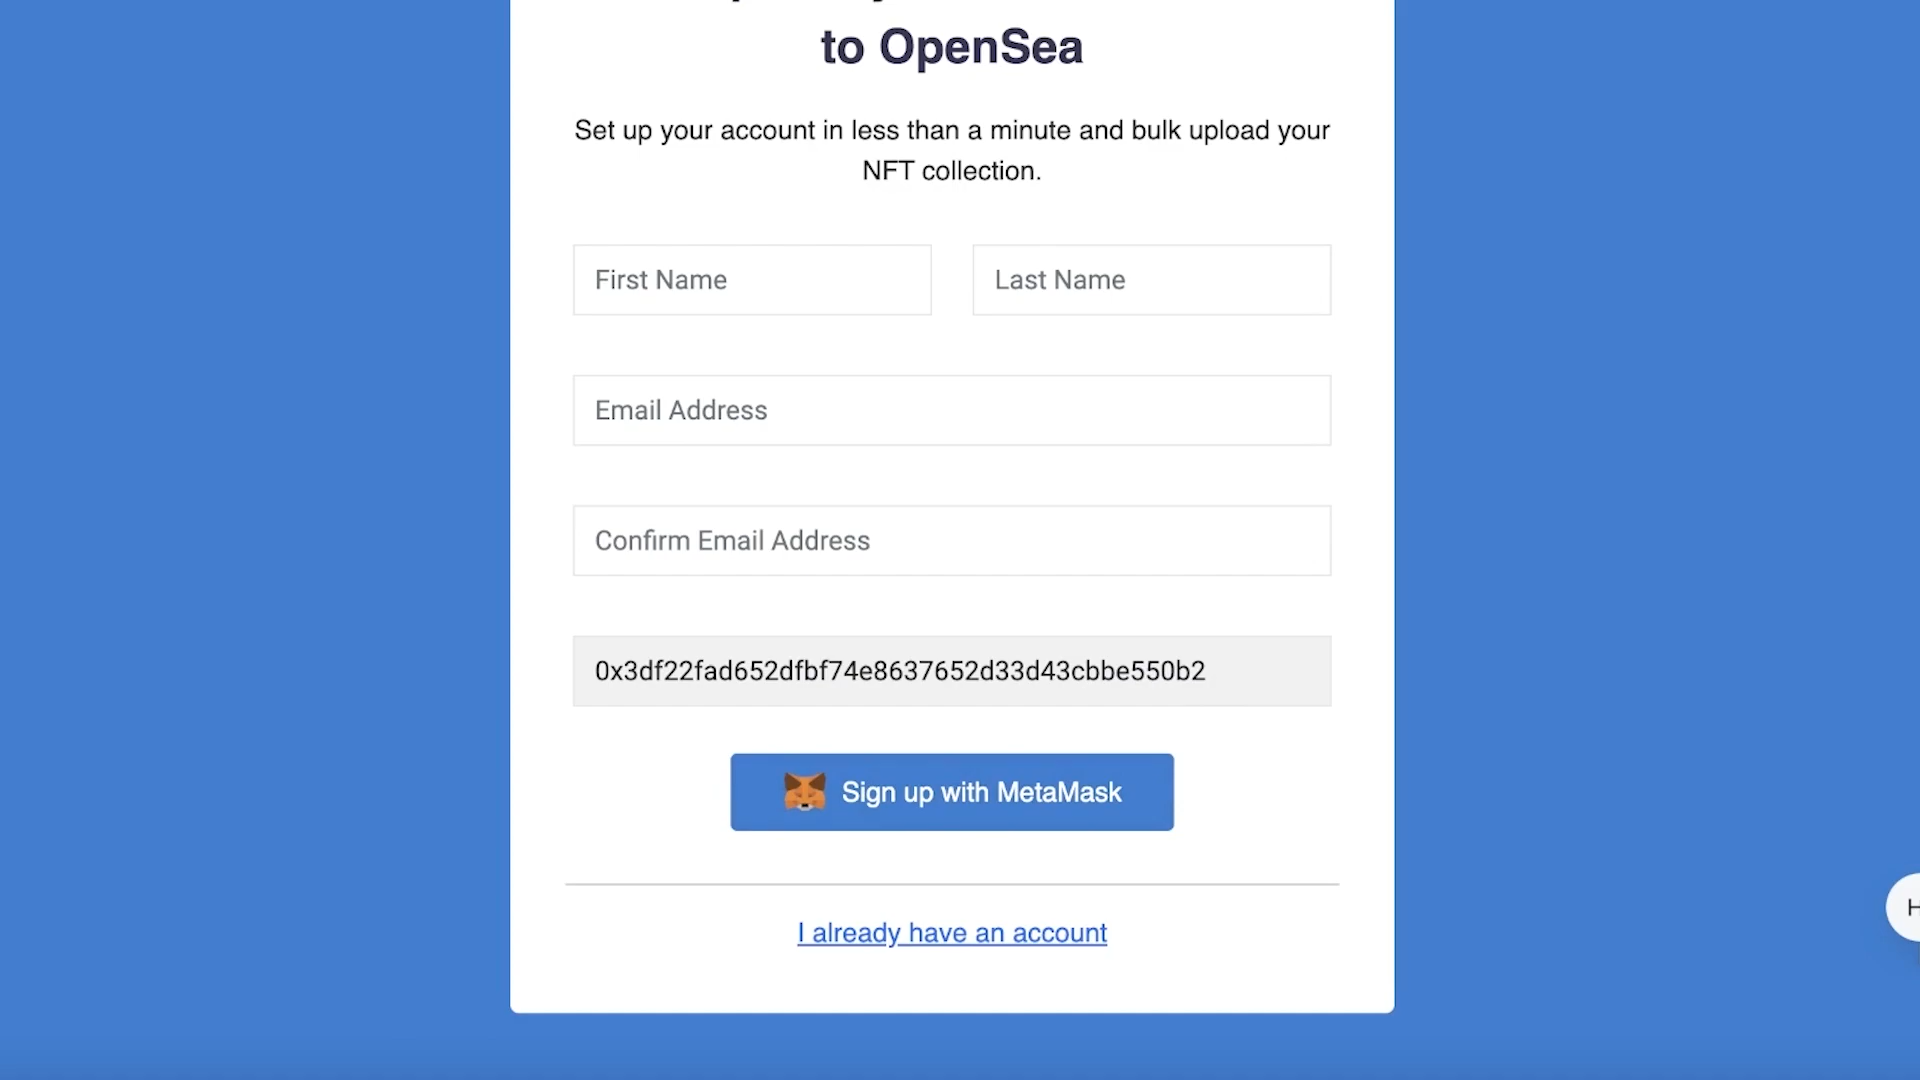 to OpenSea
Set up your account in less than a minute and bulk upload your
NFT collection.
First Name
Last Name
Email Address
Confirm Email Address
0x3df22fad652dfbf74e8637652d33d43cbbe550b2
Sign up with MetaMask
I already have an account